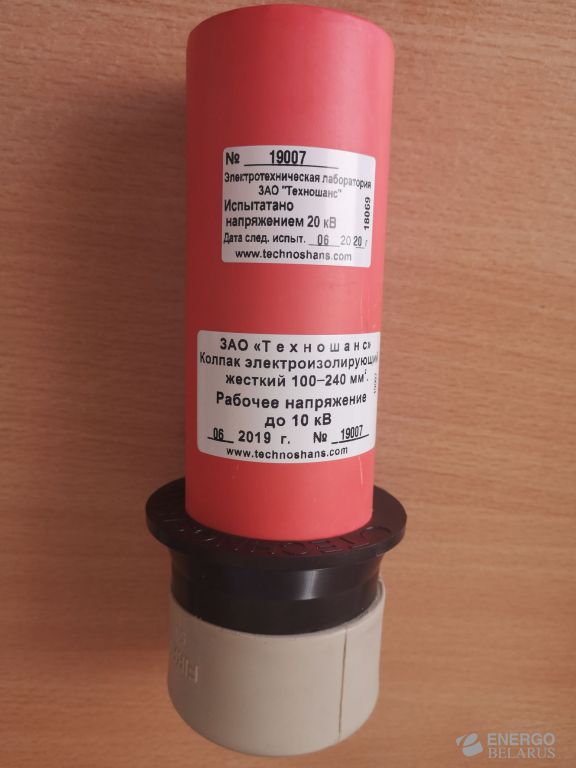 № 19007
Электротехническая лаборатория
ЗАО "Техношанс"
Испытатано
напряжением 20 кВ
Дата след. испыт. 06 2020 г
www.technoshans.com
18069
ЗАО «Техношанс»
Колпак электроизолирующий
жесткий 100–240 мм².
Рабочее напряжение
до 10 кВ
06 2019 г. № 19007
www.technoshans.com
ENERGO
BELARUS